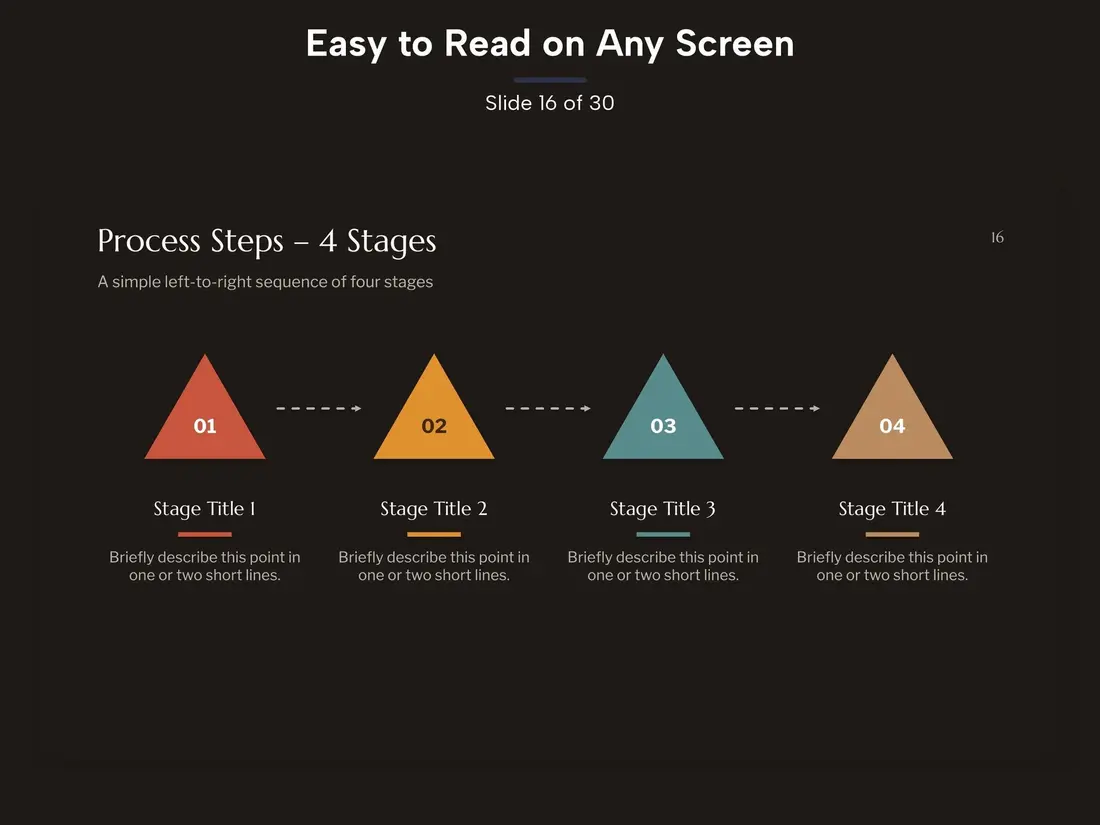 Easy to Read on Any Screen
Slide 16 of 30
Process Steps – 4 Stages
16
A simple left-to-right sequence of four stages
01
02
03
04
Stage Title 1
Stage Title 2
Stage Title 3
Stage Title 4
Briefly describe this point in
one or two short lines.
Briefly describe this point in
one or two short lines.
Briefly describe this point in
one or two short lines.
Briefly describe this point in
one or two short lines.